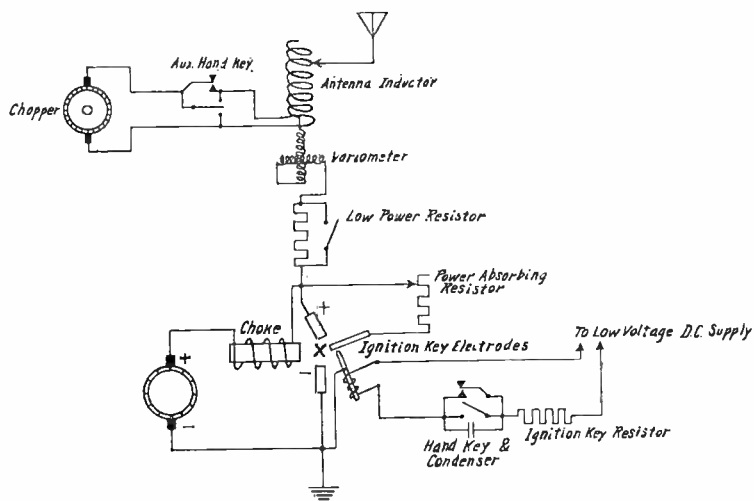 Aux. Hand Key
Antenna Inductor
Chopper
Variometer
Low Power Resistor
Power Absorbing
Resistor
+
Choke
To Low Voltage D.C. Supply
Ignition Key Electrodes
+
X
-
-
Hand Key &
Condenser
Ignition Key Resistor